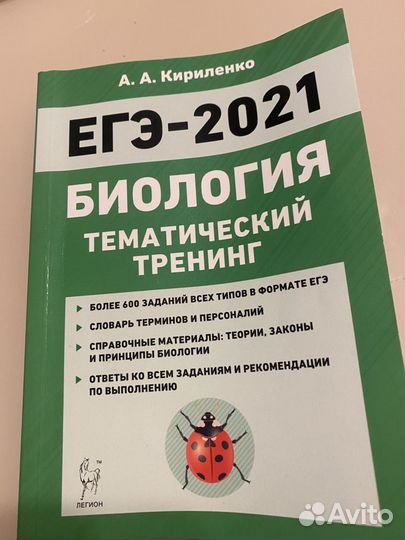 А. А. Кириленко
ЕГЭ-2021
БИОЛОГИЯ
ТЕМАТИЧЕСКИЙ
ТРЕНИНГ
БОЛЕЕ 600 ЗАДАНИЙ ВСЕХ ТИПОВ В ФОРМАТЕ ЕГЭ
СЛОВАРЬ ТЕРМИНОВ И ПЕРСОНАЛИЙ
СПРАВОЧНЫЕ МАТЕРИАЛЫ: ТЕОРИИ, ЗАКОНЫ
И ПРИНЦИПЫ БИОЛОГИИ
ОТВЕТЫ КО ВСЕМ ЗАДАНИЯМ И РЕКОМЕНДАЦИИ
ПО ВЫПОЛНЕНИЮ
TM
ЛЕГИОН
Avito